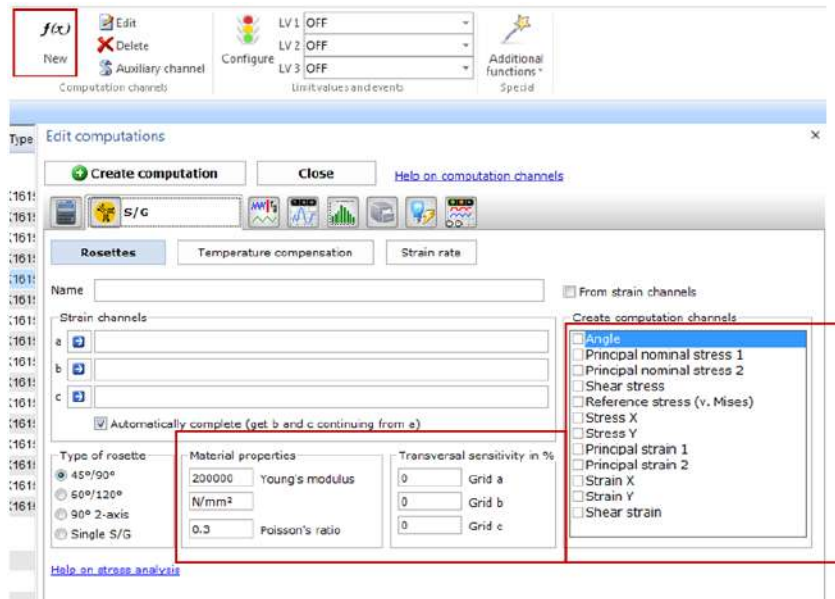 f(x)
New
Edit
Delete
Auxiliary channel
Computation channels
Configure
LV 1 OFF
LV 2 OFF
LV 3 OFF
Limit values and events
Additional
functions
Special
Type
Edit computations
Create computation
Close
Help on computation channels
S/G
Rosettes
Temperature compensation
Strain rate
Name
From strain channels
Strain channels
a
b
c
Automatically complete (get b and c continuing from a)
Create computation channels
Angle
Principal nominal stress 1
Principal nominal stress 2
Shear stress
Reference stress (v. Mises)
Stress X
Stress Y
Principal strain 1
Principal strain 2
Strain X
Strain Y
Shear strain
Type of rosette
45°/90°
60°/120°
90° 2-axis
Single S/G
Material properties
200000 Young's modulus
N/mm²
0.3 Poisson's ratio
Transversal sensitivity in %
0 Grid a
0 Grid b
0 Grid c
Help on stress analysis